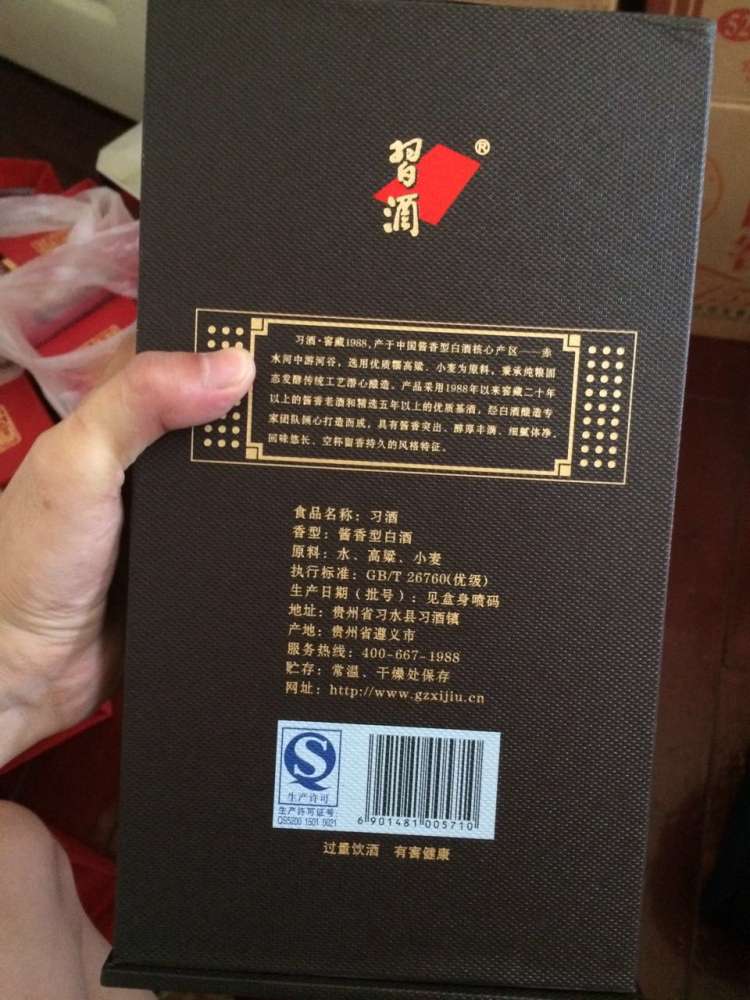 習酒®
习酒·窖藏1988，产于中国酱香型白酒核心产区——赤
水河中游河谷，选用优质糯高粱、小麦为原料，秉承纯粮固
态发酵传统工艺潜心酿造。产品采用1988年以来窖藏二十年
以上的酱香老酒和精选五年以上的优质基酒，经白酒酿造专
家团队倾心打造而成，具有酱香突出、醇厚丰满、细腻体净、
回味悠长、空杯留香持久的风格特征。
食品名称：习酒
香型：酱香型白酒
原料：水、高粱、小麦
执行标准：GB/T 26760(优级)
生产日期（批号）：见盒身喷码
地址：贵州省习水县习酒镇
产地：贵州省遵义市
服务热线：400-667-1988
贮存：常温、干燥处保存
网址：http://www.gzxijiu.cn
生产许可
生产许可证号
QS5200 1501 0021
6 901481 005710
过量饮酒 有害健康